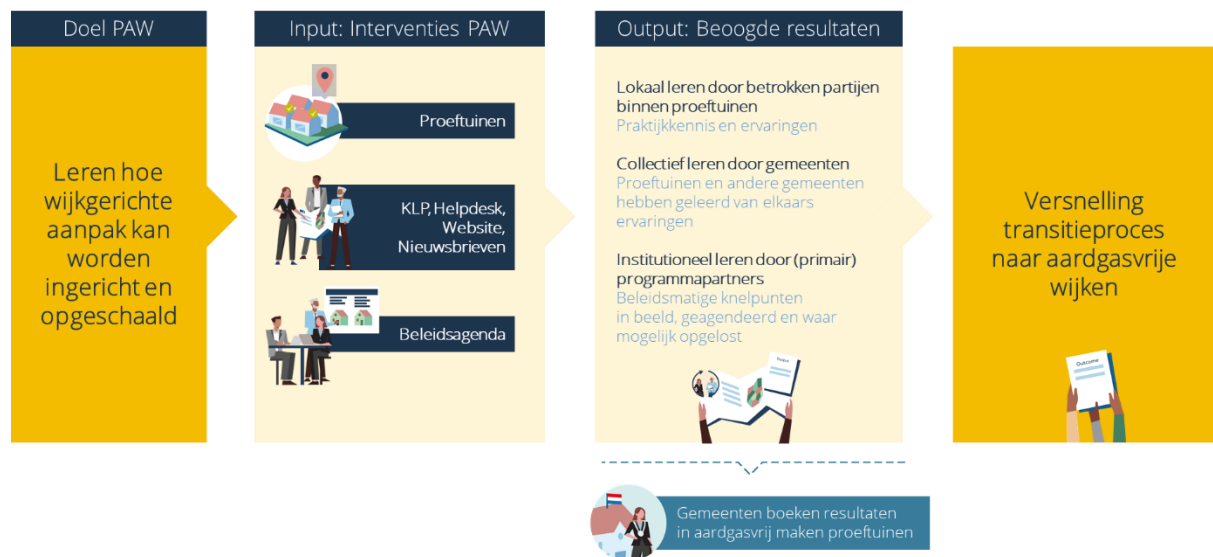 Doel PAW
Leren hoe
wijkgerichte
aanpak kan
worden
ingericht en
opgeschaald
Input: Interventies PAW
Proeftuinen
KLP, Helpdesk,
Website,
Nieuwsbrieven
Beleidsagenda
Output: Beoogde resultaten
Lokaal leren door betrokken partijen
binnen proeftuinen
Praktijkkennis en ervaringen
Collectief leren door gemeenten
Proeftuinen en andere gemeenten
hebben geleerd van elkaars
ervaringen
Institutioneel leren door (primair)
programmapartners
Beleidsmatige knelpunten
in beeld, geagendeerd en waar
mogelijk opgelost
Output
Gemeenten boeken resultaten
in aardgasvrij maken proeftuinen
Versnelling
transitieproces
naar aardgasvrije
wijken
Outcome